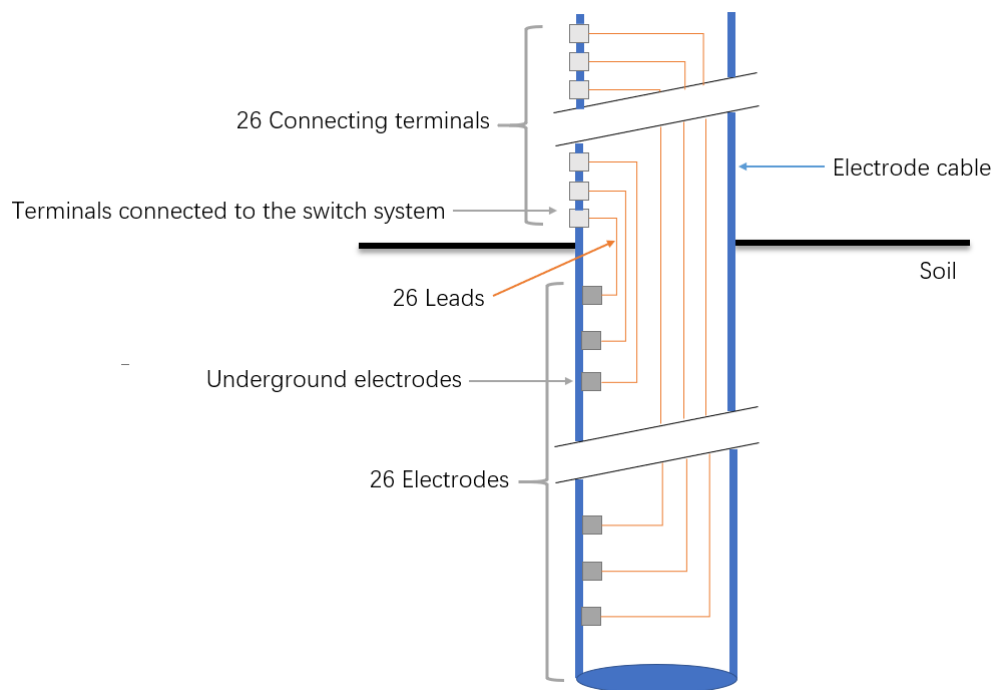 26 Connecting terminals
Electrode cable
Terminals connected to the switch system
Soil
26 Leads
Underground electrodes
26 Electrodes